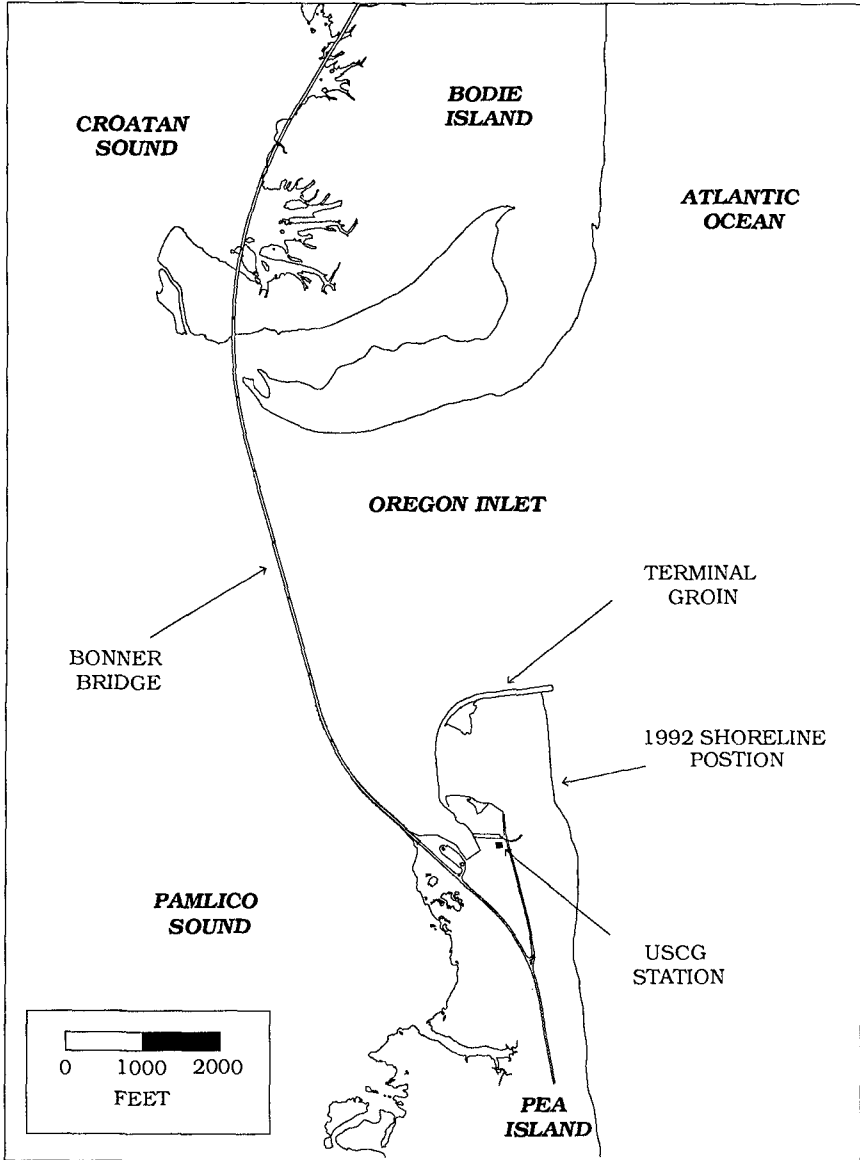 BODIE
ISLAND
CROATAN
SOUND
ATLANTIC
OCEAN
OREGON INLET
TERMINAL
GROIN
BONNER
BRIDGE
1992 SHORELINE
POSTION
PAMLICO
SOUND
USCG
STATION
0 1000 2000
FEET
PEA
ISLAND